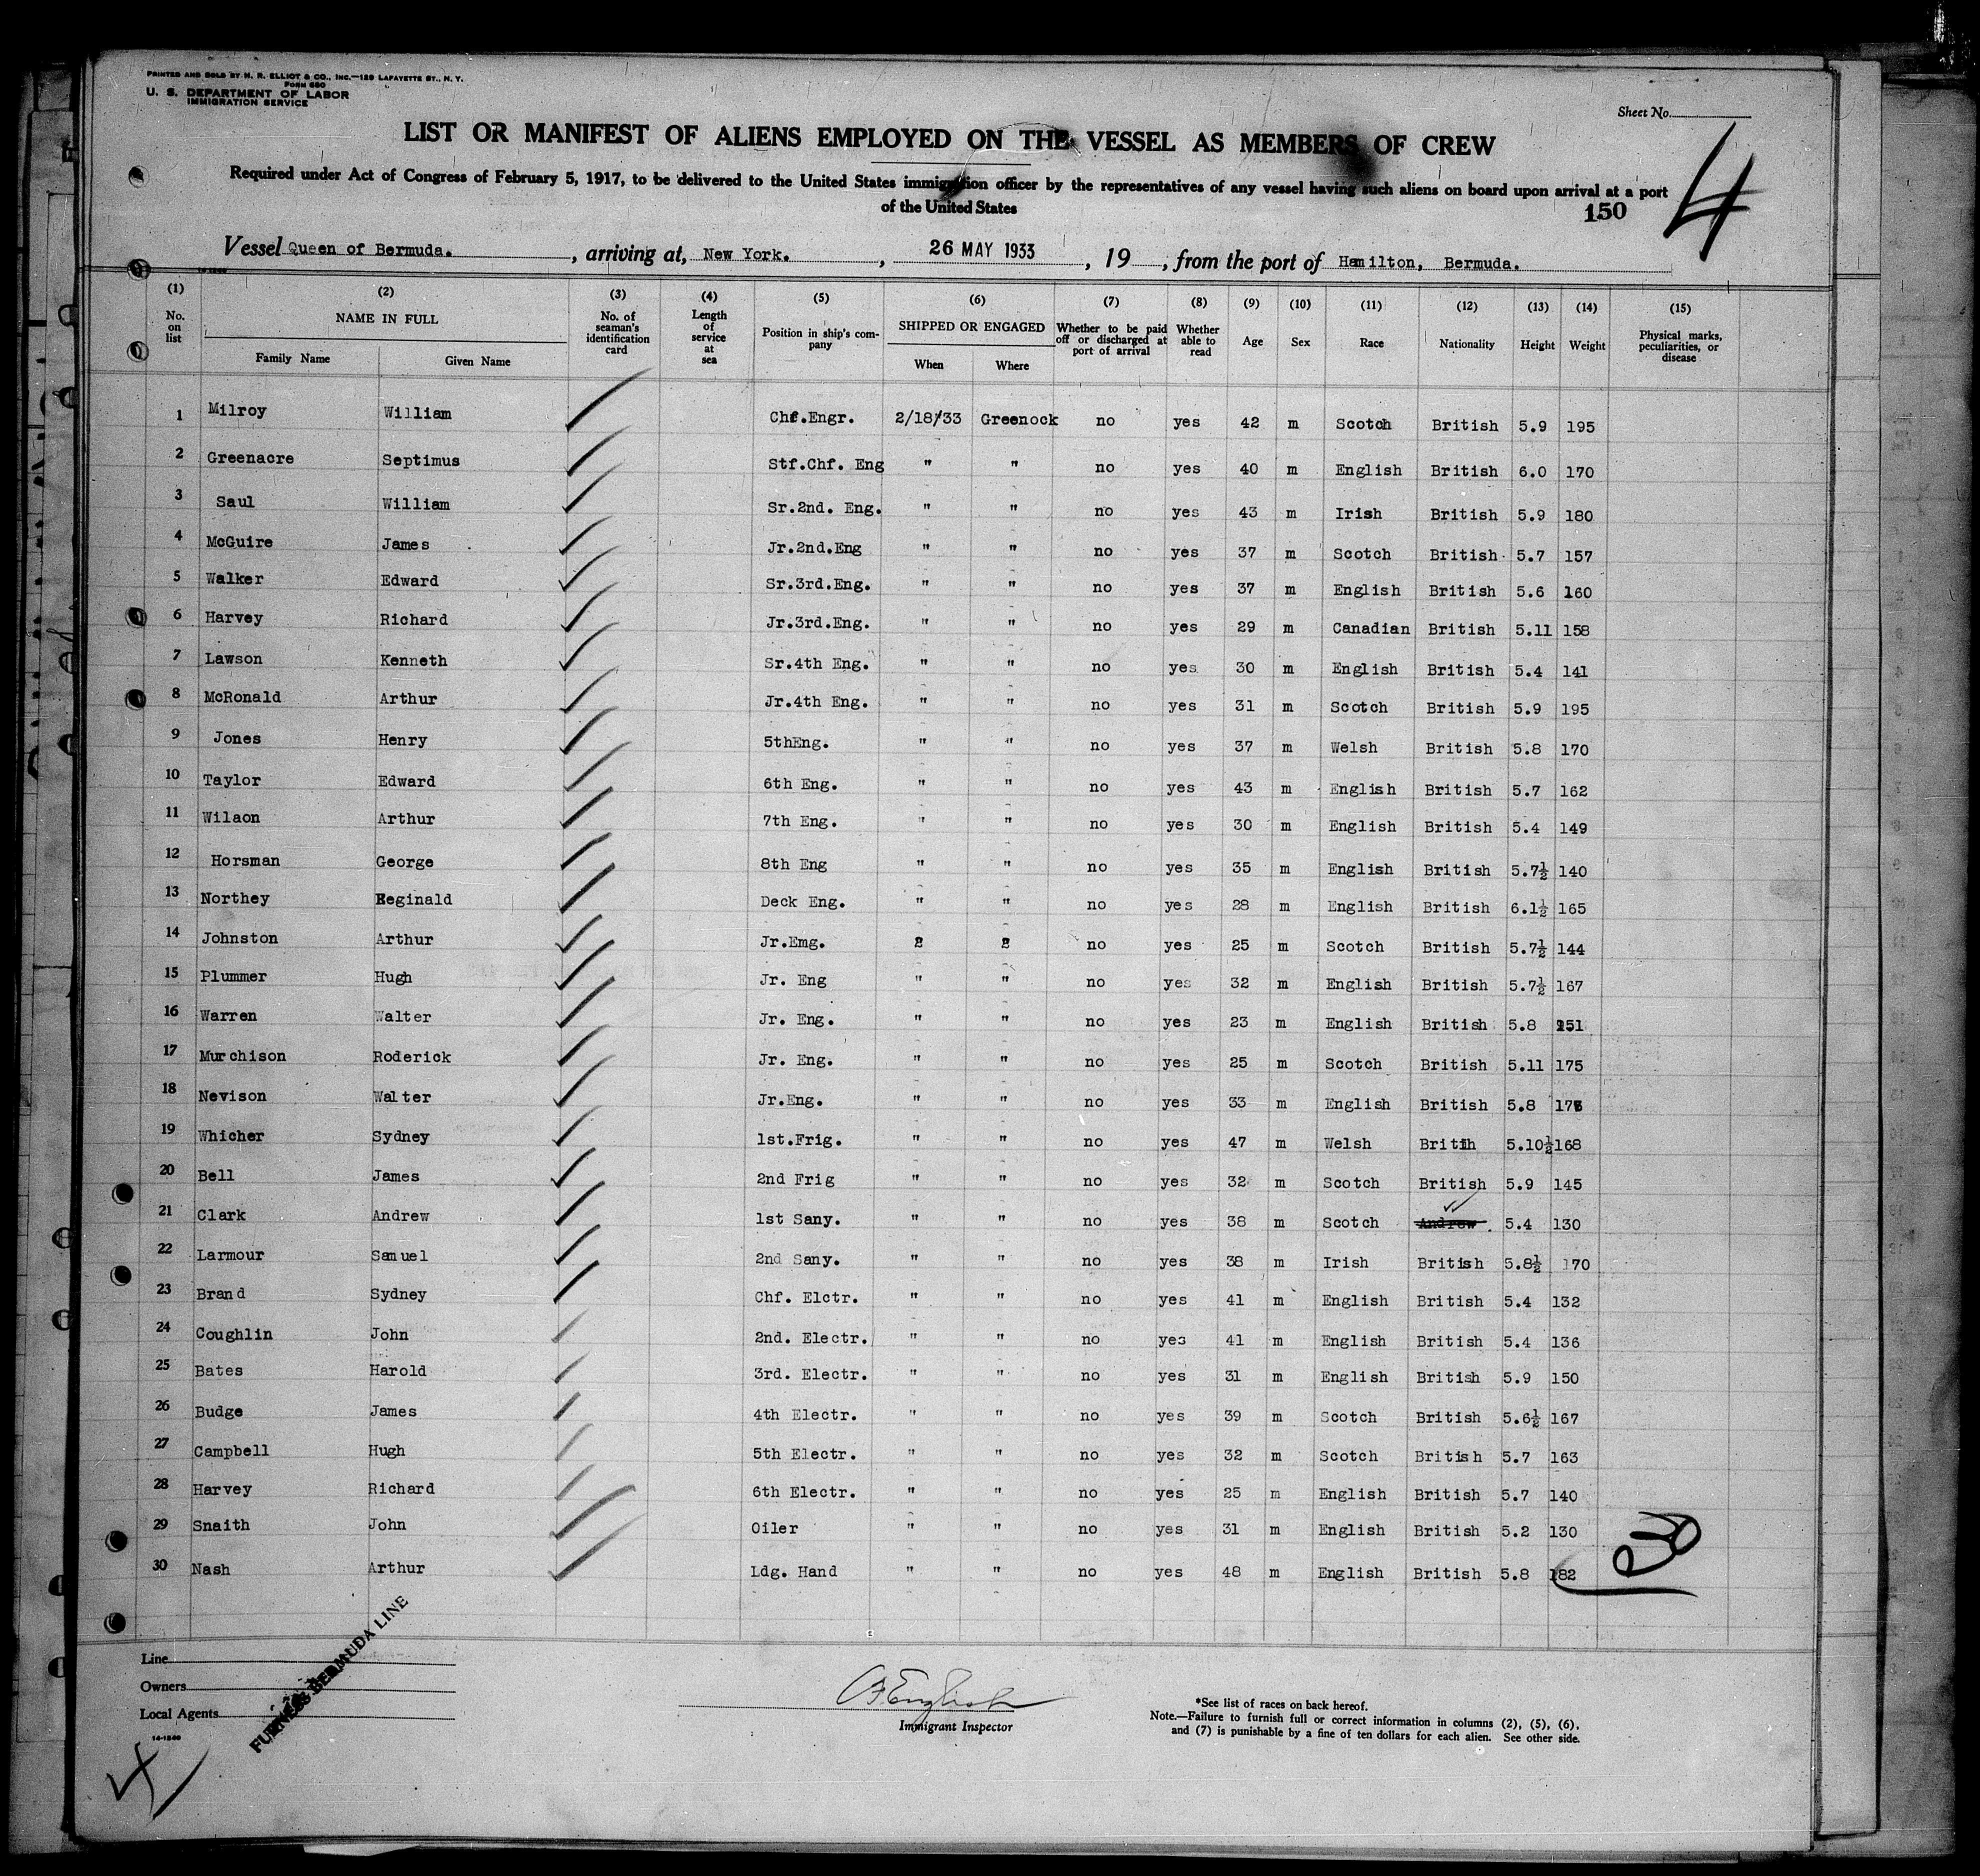 PRINTED AND SOLD BY H. R. ELLIOT & CO., INC.—129 LAFAYETTE ST., N. Y.
FORM 680
U. S. DEPARTMENT OF LABOR
IMMIGRATION SERVICE
Sheet No.
LIST OR MANIFEST OF ALIENS EMPLOYED ON THE VESSEL AS MEMBERS OF CREW
4
Required under Act of Congress of February 5, 1917, to be delivered to the United States immigration officer by the representatives of any vessel having such aliens on board upon arrival at a port
of the United States
150
Vessel Queen of Bermuda. , arriving at, New York. , 26 MAY 1933 , 19 , from the port of Hamilton, Bermuda.
(1) (2) (3) (4) (5) (6) (7) (8) (9) (10) (11) (12) (13) (14) (15)
No. on list NAME IN FULL Family Name Given Name No. of seaman's identification card Length of service at sea Position in ship's company SHIPPED OR ENGAGED When Where Whether to be paid off or discharged at port of arrival Whether able to read Age Sex Race Nationality Height Weight Physical marks, peculiarities, or disease
1 Milroy William Chf.Engr. 2/18/33 Greenock no yes 42 m Scotch British 5.9 195
2 Greenacre Septimus Stf.Chf. Eng " " no yes 40 m English British 6.0 170
3 Saul William Sr.2nd. Eng. " " no yes 43 m Irish British 5.9 180
4 McGuire James Jr.2nd.Eng " " no yes 37 m Scotch British 5.7 157
5 Walker Edward Sr.3rd.Eng. " " no yes 37 m English British 5.6 160
6 Harvey Richard Jr.3rd.Eng. " " no yes 29 m Canadian British 5.11 158
7 Lawson Kenneth Sr.4th Eng. " " no yes 30 m English British 5.4 141
8 McRonald Arthur Jr.4th Eng. " " no yes 31 m Scotch British 5.9 195
9 Jones Henry 5thEng. " " no yes 37 m Welsh British 5.8 170
10 Taylor Edward 6th Eng. " " no yes 43 m English British 5.7 162
11 Wilaon Arthur 7th Eng. " " no yes 30 m English British 5.4 149
12 Horsman George 8th Eng " " no yes 35 m English British 5.7½ 140
13 Northey Reginald Deck Eng. " " no yes 28 m English British 6.1½ 165
14 Johnston Arthur Jr.Emg. 2 2 no yes 25 m Scotch British 5.7½ 144
15 Plummer Hugh Jr. Eng " " no yes 32 m English British 5.7½ 167
16 Warren Walter Jr. Eng. " " no yes 23 m English British 5.8 151
17 Murchison Roderick Jr. Eng. " " no yes 25 m Scotch British 5.11 175
18 Nevison Walter Jr.Eng. " " no yes 33 m English British 5.8
19 Whicher Sydney 1st.Frig. " " no yes 47 m Welsh Britih 5.10½ 168
20 Bell James 2nd Frig " " no yes 32 m Scotch British 5.9 145
21 Clark Andrew 1st Sany. " " no yes 38 m Scotch Andrew 5.4 130
22 Larmour Samuel 2nd Sany. " " no yes 38 m Irish British 5.8½ 170
23 Brand Sydney Chf. Elctr. " " no yes 41 m English British 5.4 132
24 Coughlin John 2nd. Electr. " " no yes 41 m English British 5.4 136
25 Bates Harold 3rd. Electr. " " no yes 31 m English British 5.9 150
26 Budge James 4th Electr. " " no yes 39 m Scotch British 5.6½ 167
27 Campbell Hugh 5th Electr. " " no yes 32 m Scotch British 5.7 163
28 Harvey Richard 6th Electr. " " no yes 25 m English British 5.7 140
29 Snaith John Oiler " " no yes 31 m English British 5.2 130
30 Nash Arthur Ldg. Hand " " no yes 48 m English British 5.8 182
Line
Owners
Local Agents
14-1240
FURNESS BERMUDA LINE
A English
Immigrant Inspector
*See list of races on back hereof.
Note.—Failure to furnish full or correct information in columns (2), (5), (6),
and (7) is punishable by a fine of ten dollars for each alien. See other side.
4